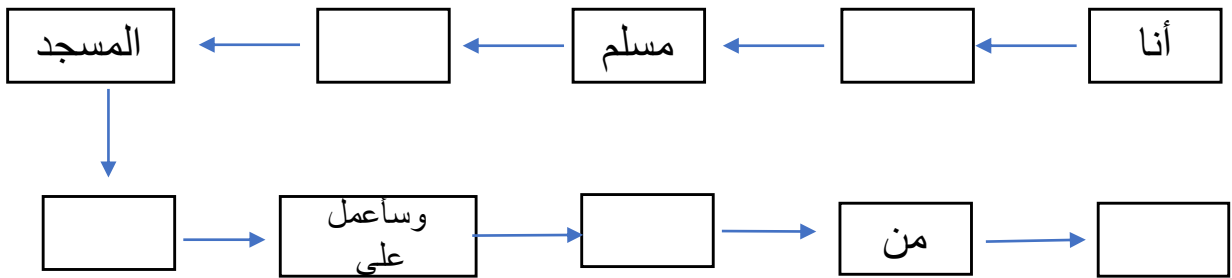 أنا
مسلم
المسجد
وسأعمل
على
من